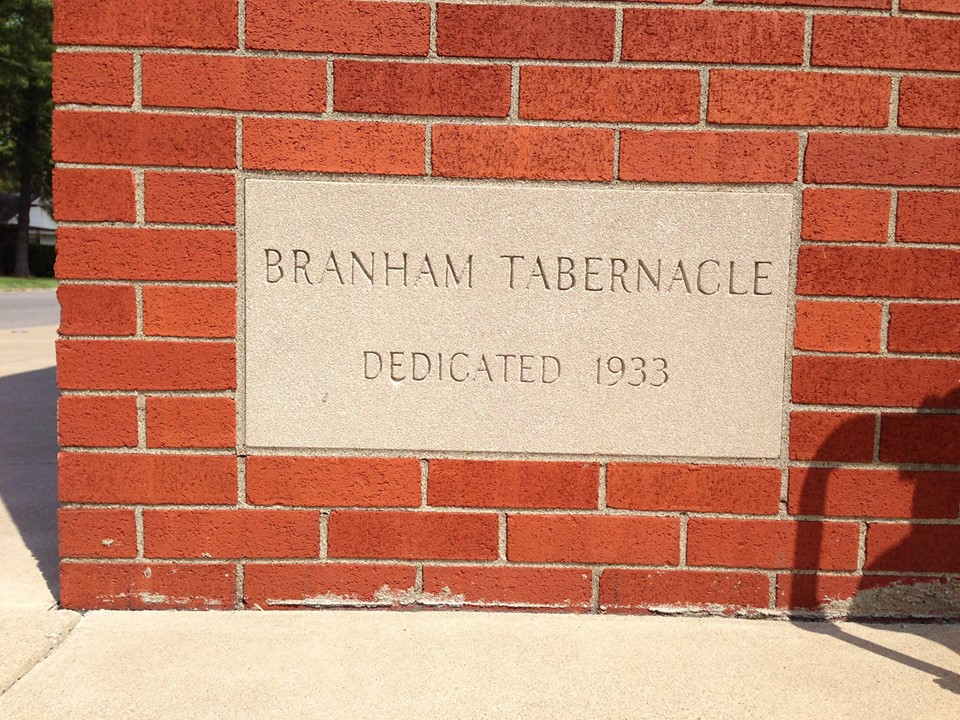 BRANHAM TABERNACLE
DEDICATED 1933